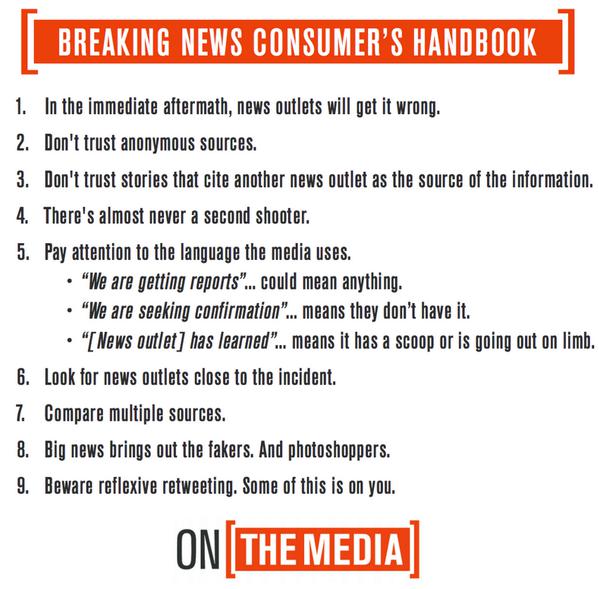 BREAKING NEWS CONSUMER'S HANDBOOK
1. In the immediate aftermath, news outlets will get it wrong.
2. Don't trust anonymous sources.
3. Don't trust stories that cite another news outlet as the source of the information.
4. There's almost never a second shooter.
5. Pay attention to the language the media uses.
• “We are getting reports”... could mean anything.
• “We are seeking confirmation”... means they don’t have it.
• “[News outlet] has learned”... means it has a scoop or is going out on limb.
6. Look for news outlets close to the incident.
7. Compare multiple sources.
8. Big news brings out the fakers. And photoshoppers.
9. Beware reflexive retweeting. Some of this is on you.
ON [THE MEDIA]